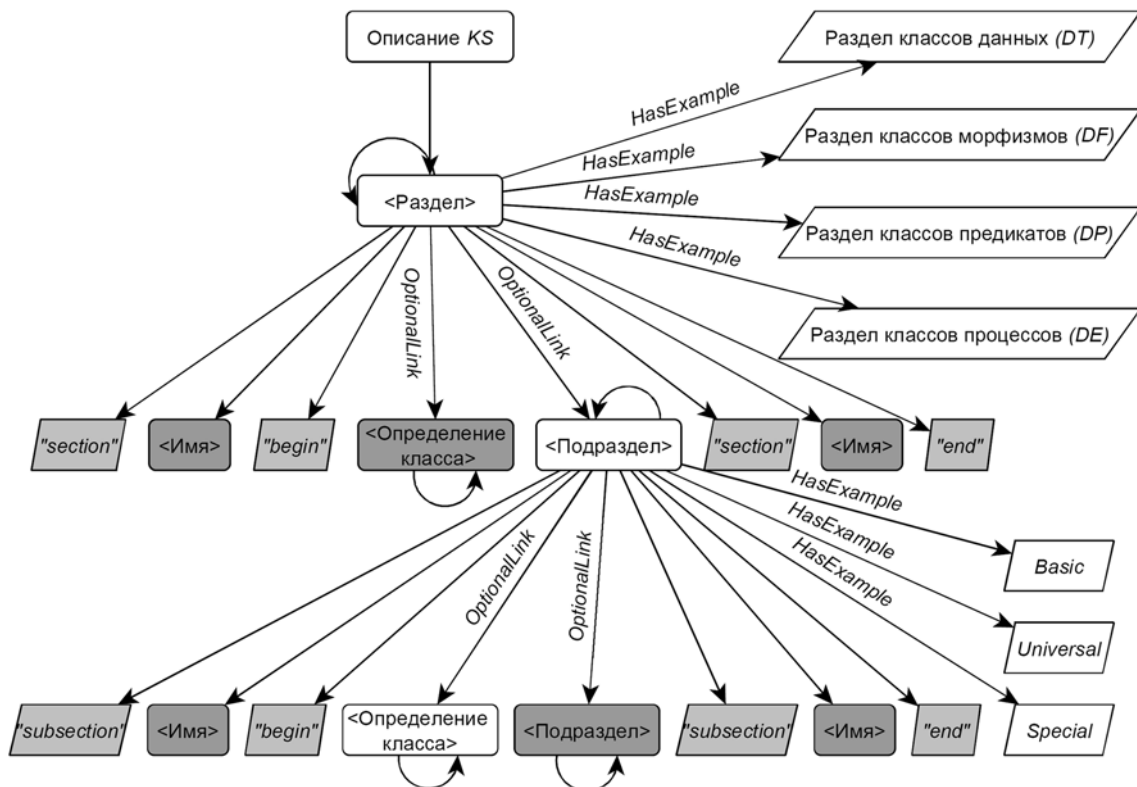 Описание KS
Раздел классов данных (DT)
HasExample
Раздел классов морфизмов (DF)
HasExample
<Раздел>
HasExample
Раздел классов предикатов (DP)
HasExample
Раздел классов процессов (DE)
OptionalLink
OptionalLink
"section"
<Имя>
"begin"
<Определение
класса>
<Подраздел>
"section"
<Имя>
"end"
HasExample
HasExample
HasExample
OptionalLink
OptionalLink
Basic
Universal
"subsection"
<Имя>
"begin"
<Определение
класса>
<Подраздел>
"subsection"
<Имя>
"end"
Special